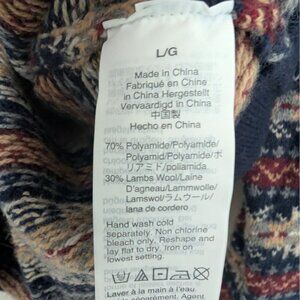 L/G
Made in China
Fabriqué en Chine
in China Hergestellt
Vervaardigd in China
中国製
Hecho en China
70% Polyamide/Polyamide/
Polyamid/Polyamide/ポ
リアミド/poliamida
30% Lambs Wool/Laine
D'agneau/Lammwolle/
Lamswol/ラムウール/
lana de cordero
Hand wash cold
separately. Non chlorine
bleach only. Reshape and
lay flat to dry. Iron on
lowest setting.
Laver à la main à l'eau
séparément. Agent